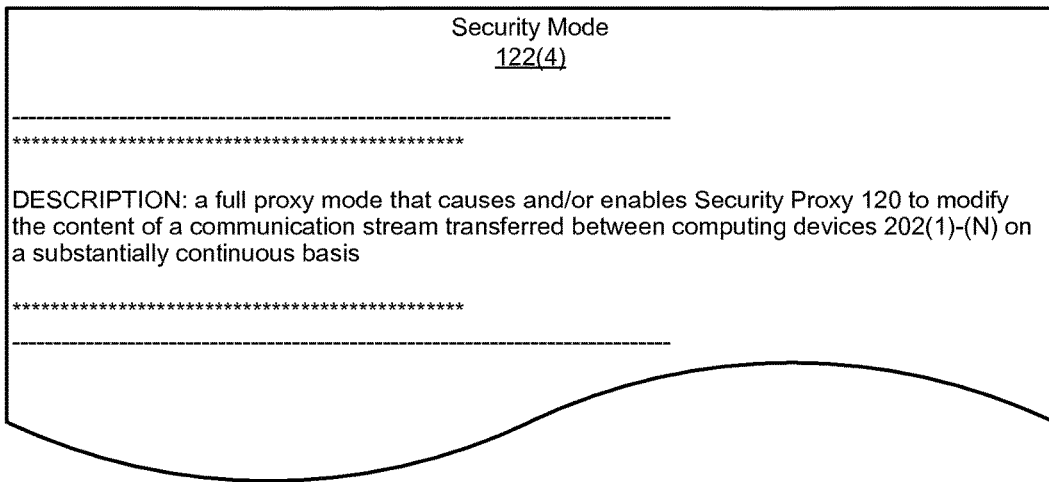 Security Mode
122(4)
--------------------------------------------------------------------------------
***********************************************
DESCRIPTION: a full proxy mode that causes and/or enables Security Proxy 120 to modify
the content of a communication stream transferred between computing devices 202(1)-(N) on
a substantially continuous basis
***********************************************
--------------------------------------------------------------------------------